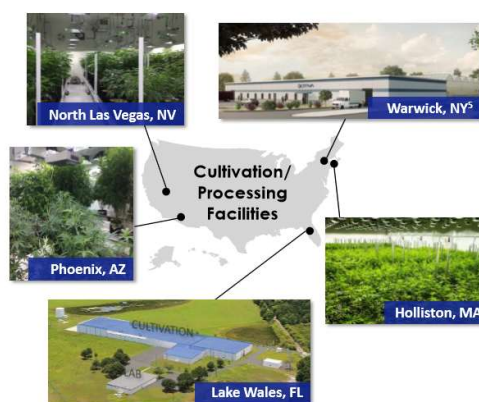 North Las Vegas, NV
Warwick, NY⁵
Cultivation/
Processing
Facilities
Phoenix, AZ
Holliston, MA
CULTIVATION
LAB
Lake Wales, FL